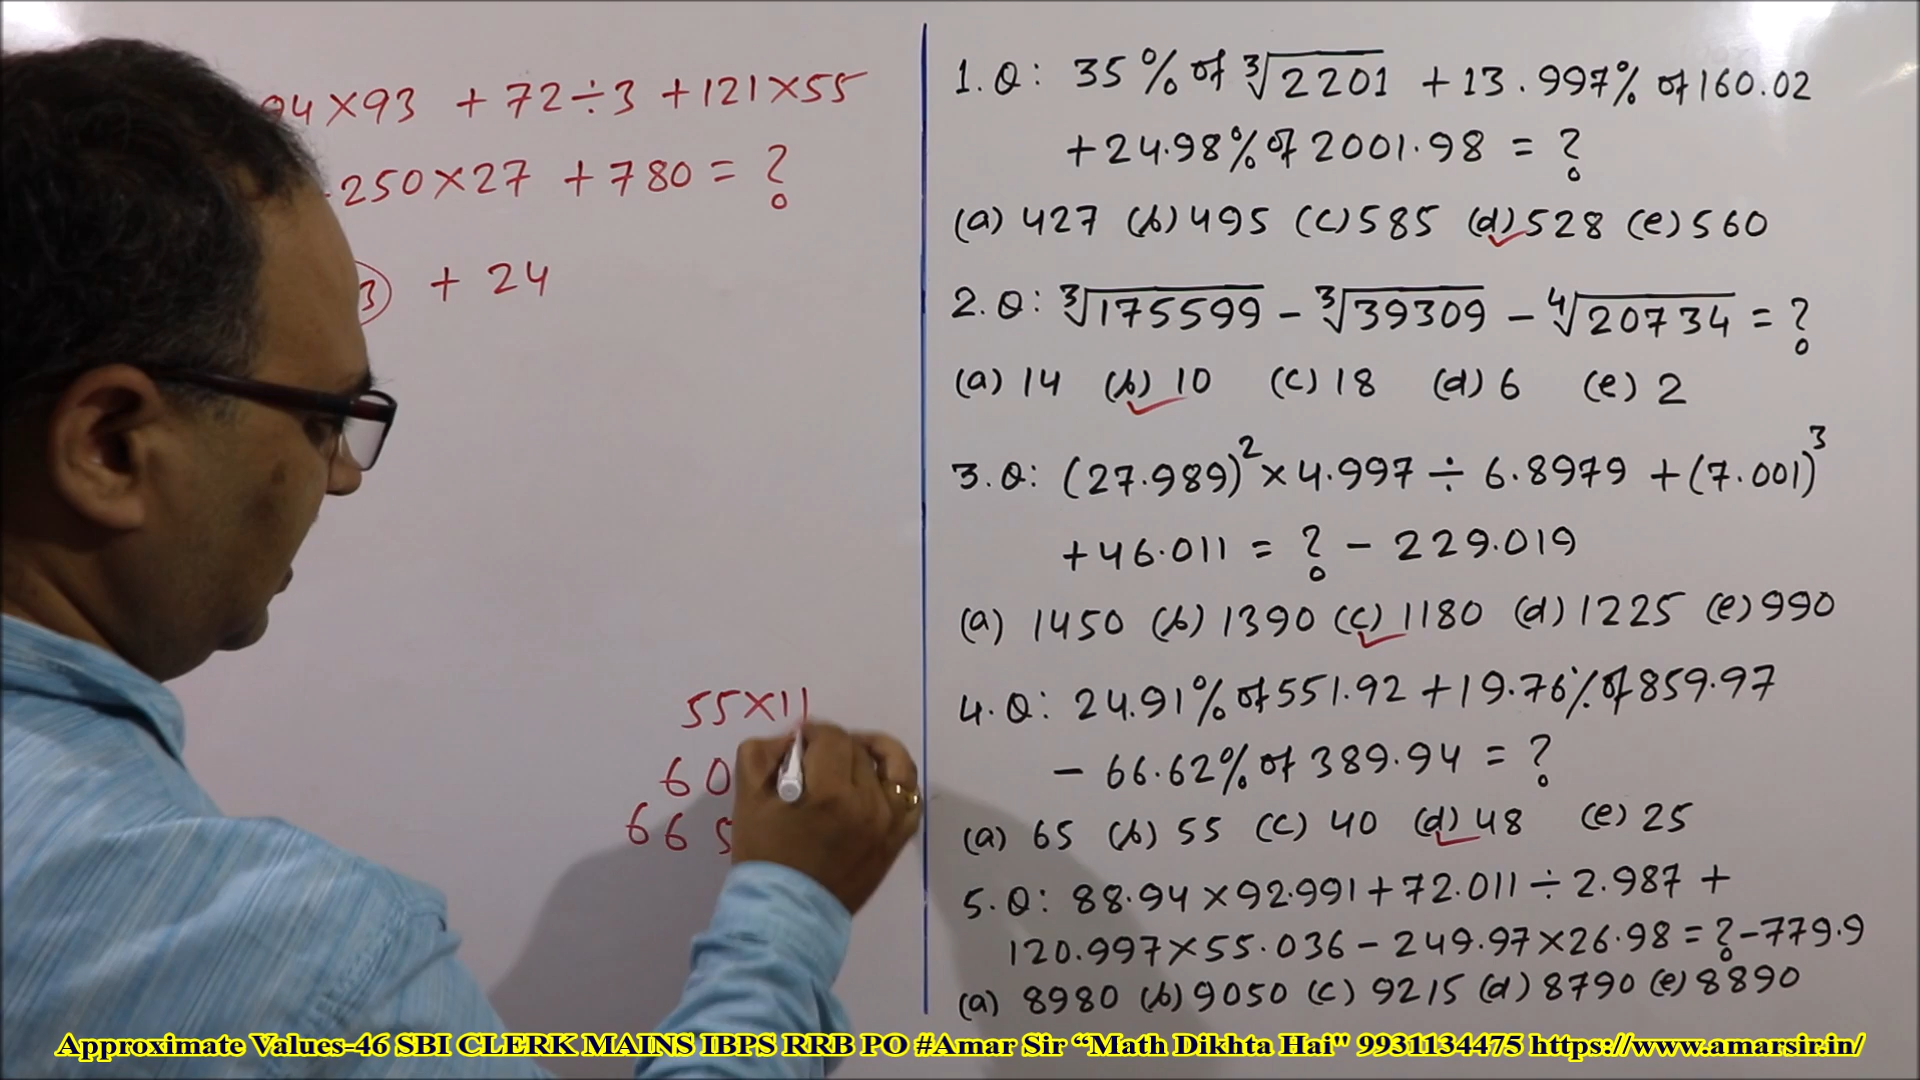 94×93 + 72÷3 + 121×55
250×27 + 780 = ?
3 + 24
55×11
60
665
1.Q: 35% of ∛2201 + 13.997% of 160.02
+ 24.98% of 2001.98 = ?
(a) 427 (b) 495 (c) 585 (d) 528 (e) 560
2.Q: ∛175599 - ∛39309 - ∜20734 = ?
(a) 14 (b) 10 (c) 18 (d) 6 (e) 2
3.Q: (27.989)² × 4.997 ÷ 6.8979 + (7.001)³
+ 46.011 = ? - 229.019
(a) 1450 (b) 1390 (c) 1180 (d) 1225 (e) 990
4.Q: 24.91% of 551.92 + 19.76% of 859.97
- 66.62% of 389.94 = ?
(a) 65 (b) 55 (c) 40 (d) 48 (e) 25
5.Q: 88.94 × 92.991 + 72.011 ÷ 2.987 +
120.997 × 55.036 - 249.97 × 26.98 = ? - 779.9
(a) 8980 (b) 9050 (c) 9215 (d) 8790 (e) 8890
Approximate Values-46 SBI CLERK MAINS IBPS RRB PO #Amar Sir “Math Dikhta Hai" 9931134475 https://www.amarsir.in/